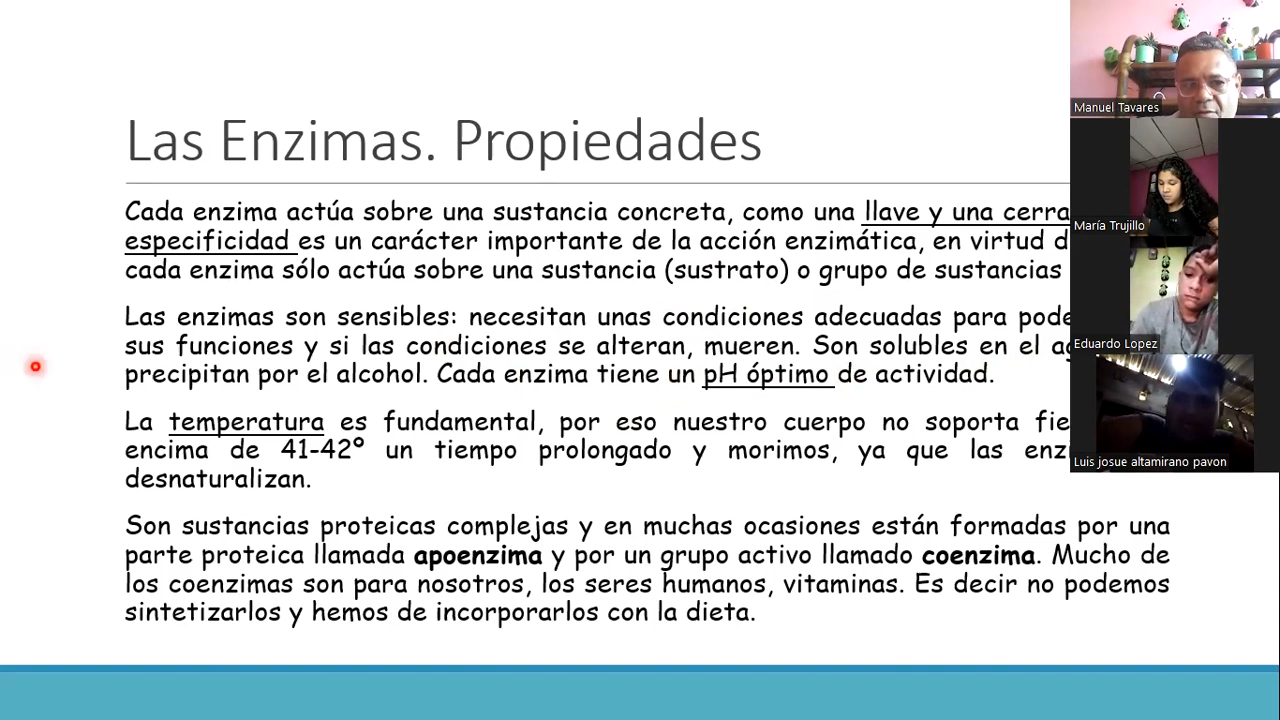 Las Enzimas. Propiedades
Cada enzima actúa sobre una sustancia concreta, como una llave y una cerra
especificidad es un carácter importante de la acción enzimática, en virtud d
cada enzima sólo actúa sobre una sustancia (sustrato) o grupo de sustancias
Las enzimas son sensibles: necesitan unas condiciones adecuadas para pode
sus funciones y si las condiciones se alteran, mueren. Son solubles en el ag
precipitan por el alcohol. Cada enzima tiene un pH óptimo de actividad.
La temperatura es fundamental, por eso nuestro cuerpo no soporta fie
encima de 41-42º un tiempo prolongado y morimos, ya que las enzi
desnaturalizan.
Son sustancias proteicas complejas y en muchas ocasiones están formadas por una
parte proteica llamada apoenzima y por un grupo activo llamado coenzima. Mucho de
los coenzimas son para nosotros, los seres humanos, vitaminas. Es decir no podemos
sintetizarlos y hemos de incorporarlos con la dieta.
Manuel Tavares
María Trujillo
Eduardo Lopez
Luis josue altamirano pavon